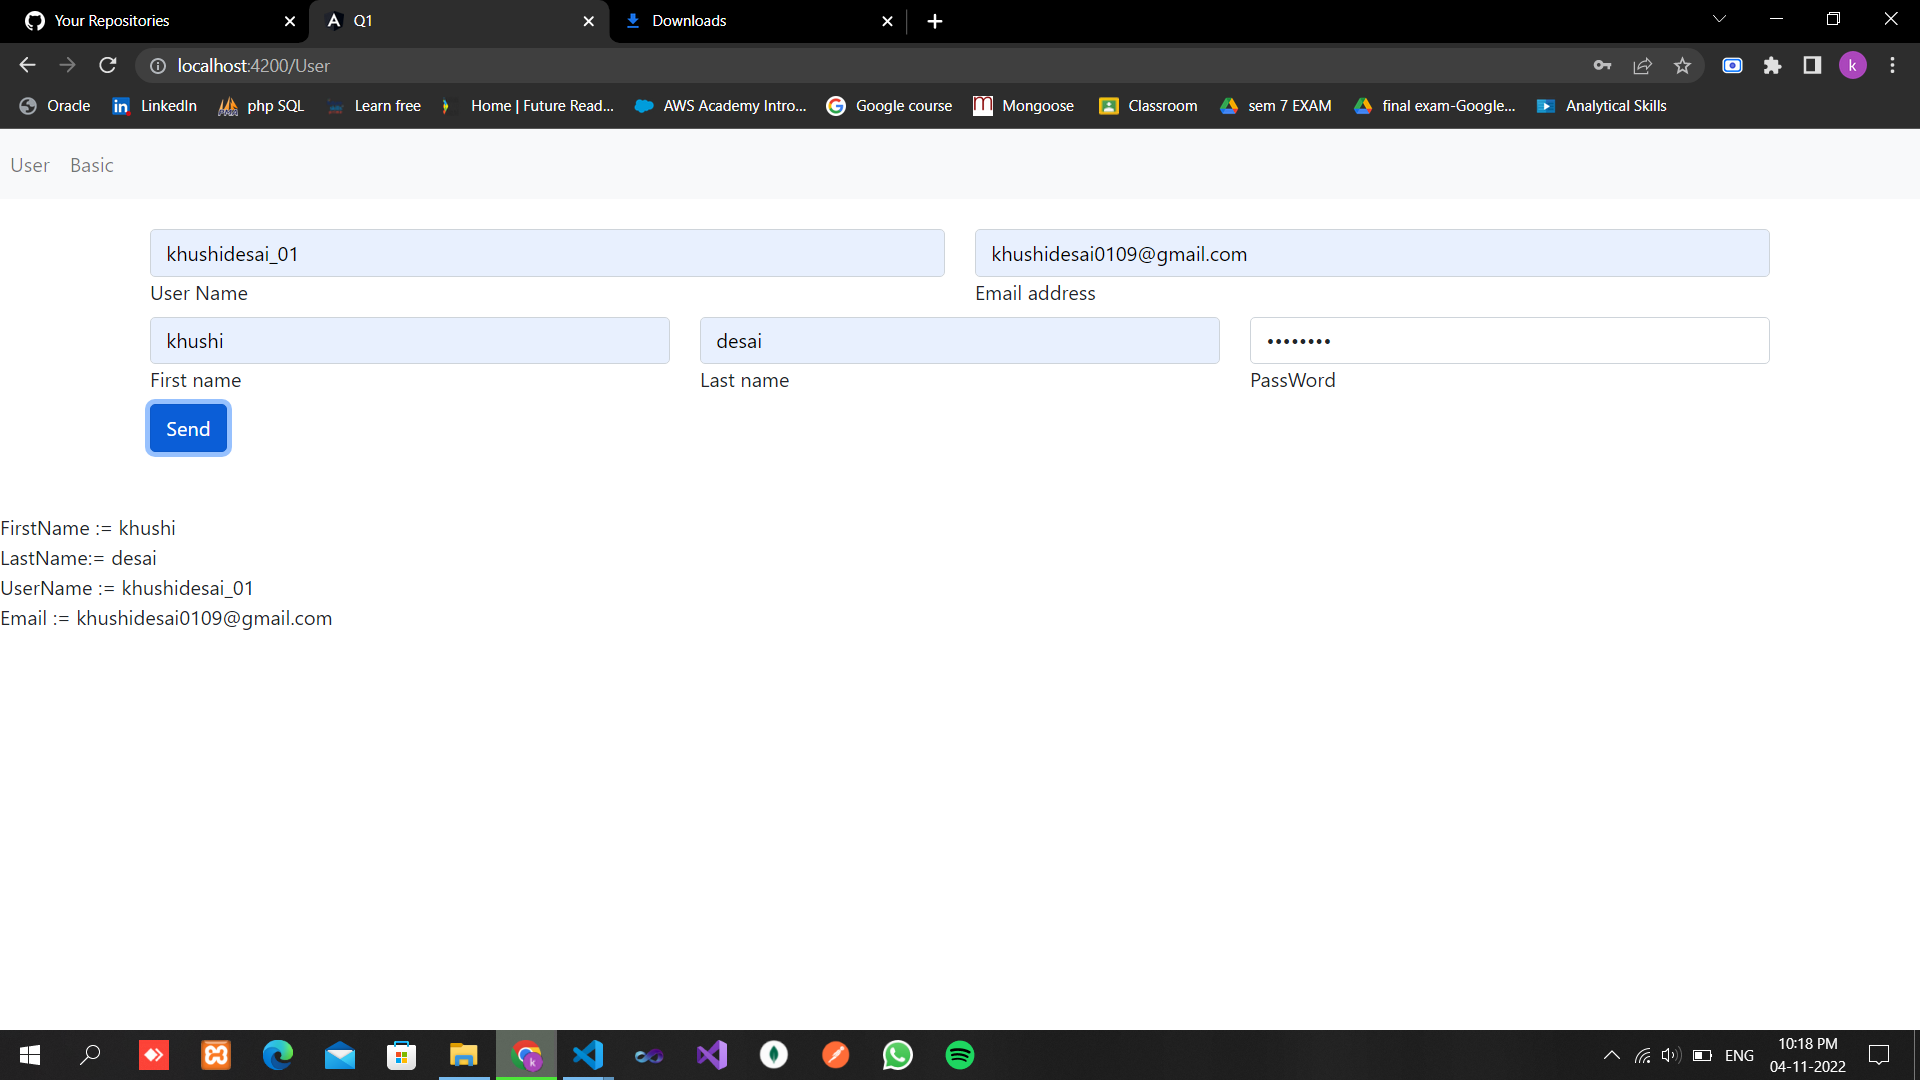 Your Repositories
Q1
Downloads
localhost:4200/User
k
Oracle
LinkedIn
php SQL
Learn free
Home | Future Read...
AWS Academy Intro...
Google course
Mongoose
Classroom
sem 7 EXAM
final exam-Google...
Analytical Skills
User Basic
khushidesai_01
khushidesai0109@gmail.com
User Name
Email address
khushi
desai
••••••••
First name
Last name
PassWord
Send
FirstName := khushi
LastName:= desai
UserName := khushidesai_01
Email := khushidesai0109@gmail.com
ENG
10:18 PM
04-11-2022